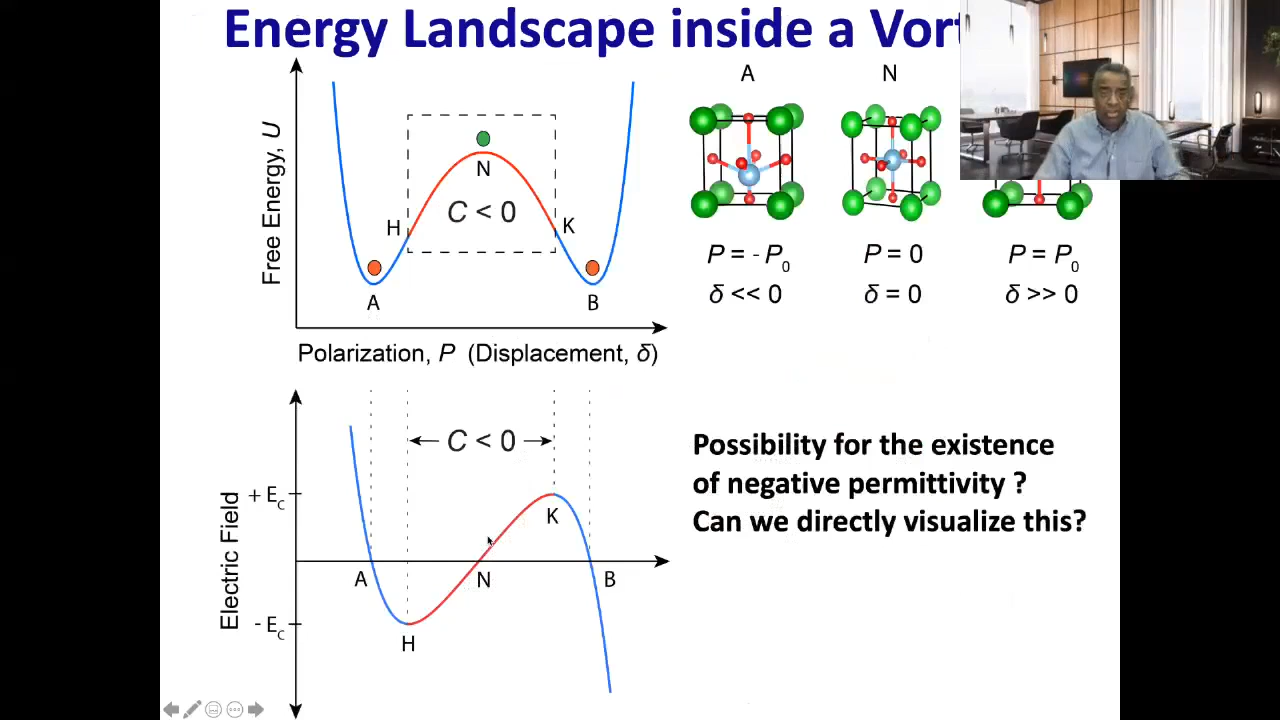 Energy Landscape inside a Vort
A
N
Free Energy, U
N
H
C < 0
K
A
B
P = - P0
P = 0
P = P0
δ << 0
δ = 0
δ >> 0
Polarization, P (Displacement, δ)
C < 0
Possibility for the existence
of negative permittivity ?
Can we directly visualize this?
Electric Field
+ EC
K
A
N
B
- EC
H